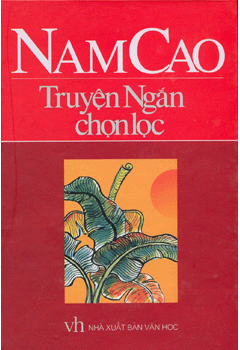 NAM CAO
Truyện Ngắn
chọn lọc
vh NHÀ XUẤT BẢN VĂN HỌC